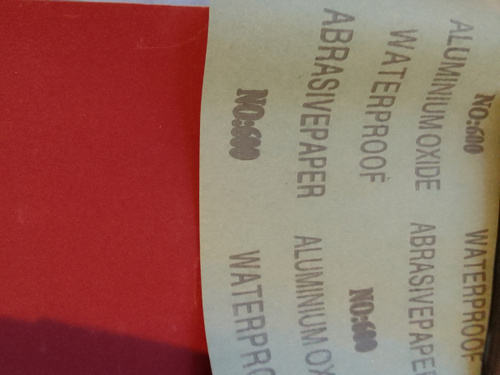 NO:600 WATERPROOF
ALUMINIUM OXIDE ABRASIVEPAPER
WATERPROOF NO:600
ABRASIVEPAPER ALUMINIUM OX
NO:600 WATERPRO